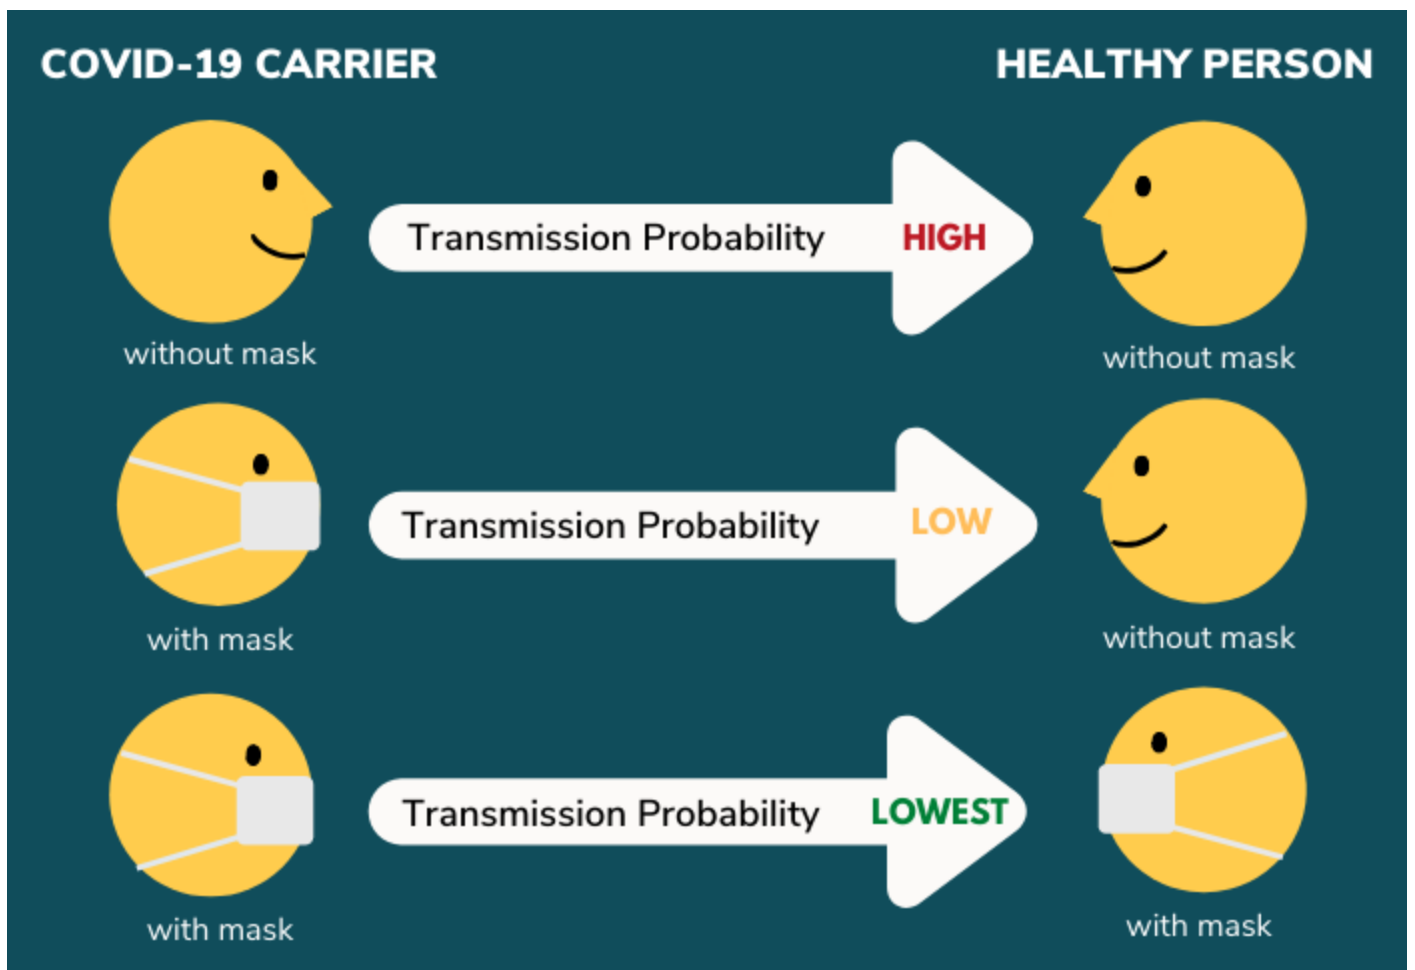 COVID-19 CARRIER
HEALTHY PERSON
Transmission Probability
HIGH
without mask
without mask
Transmission Probability
LOW
with mask
without mask
Transmission Probability
LOWEST
with mask
with mask